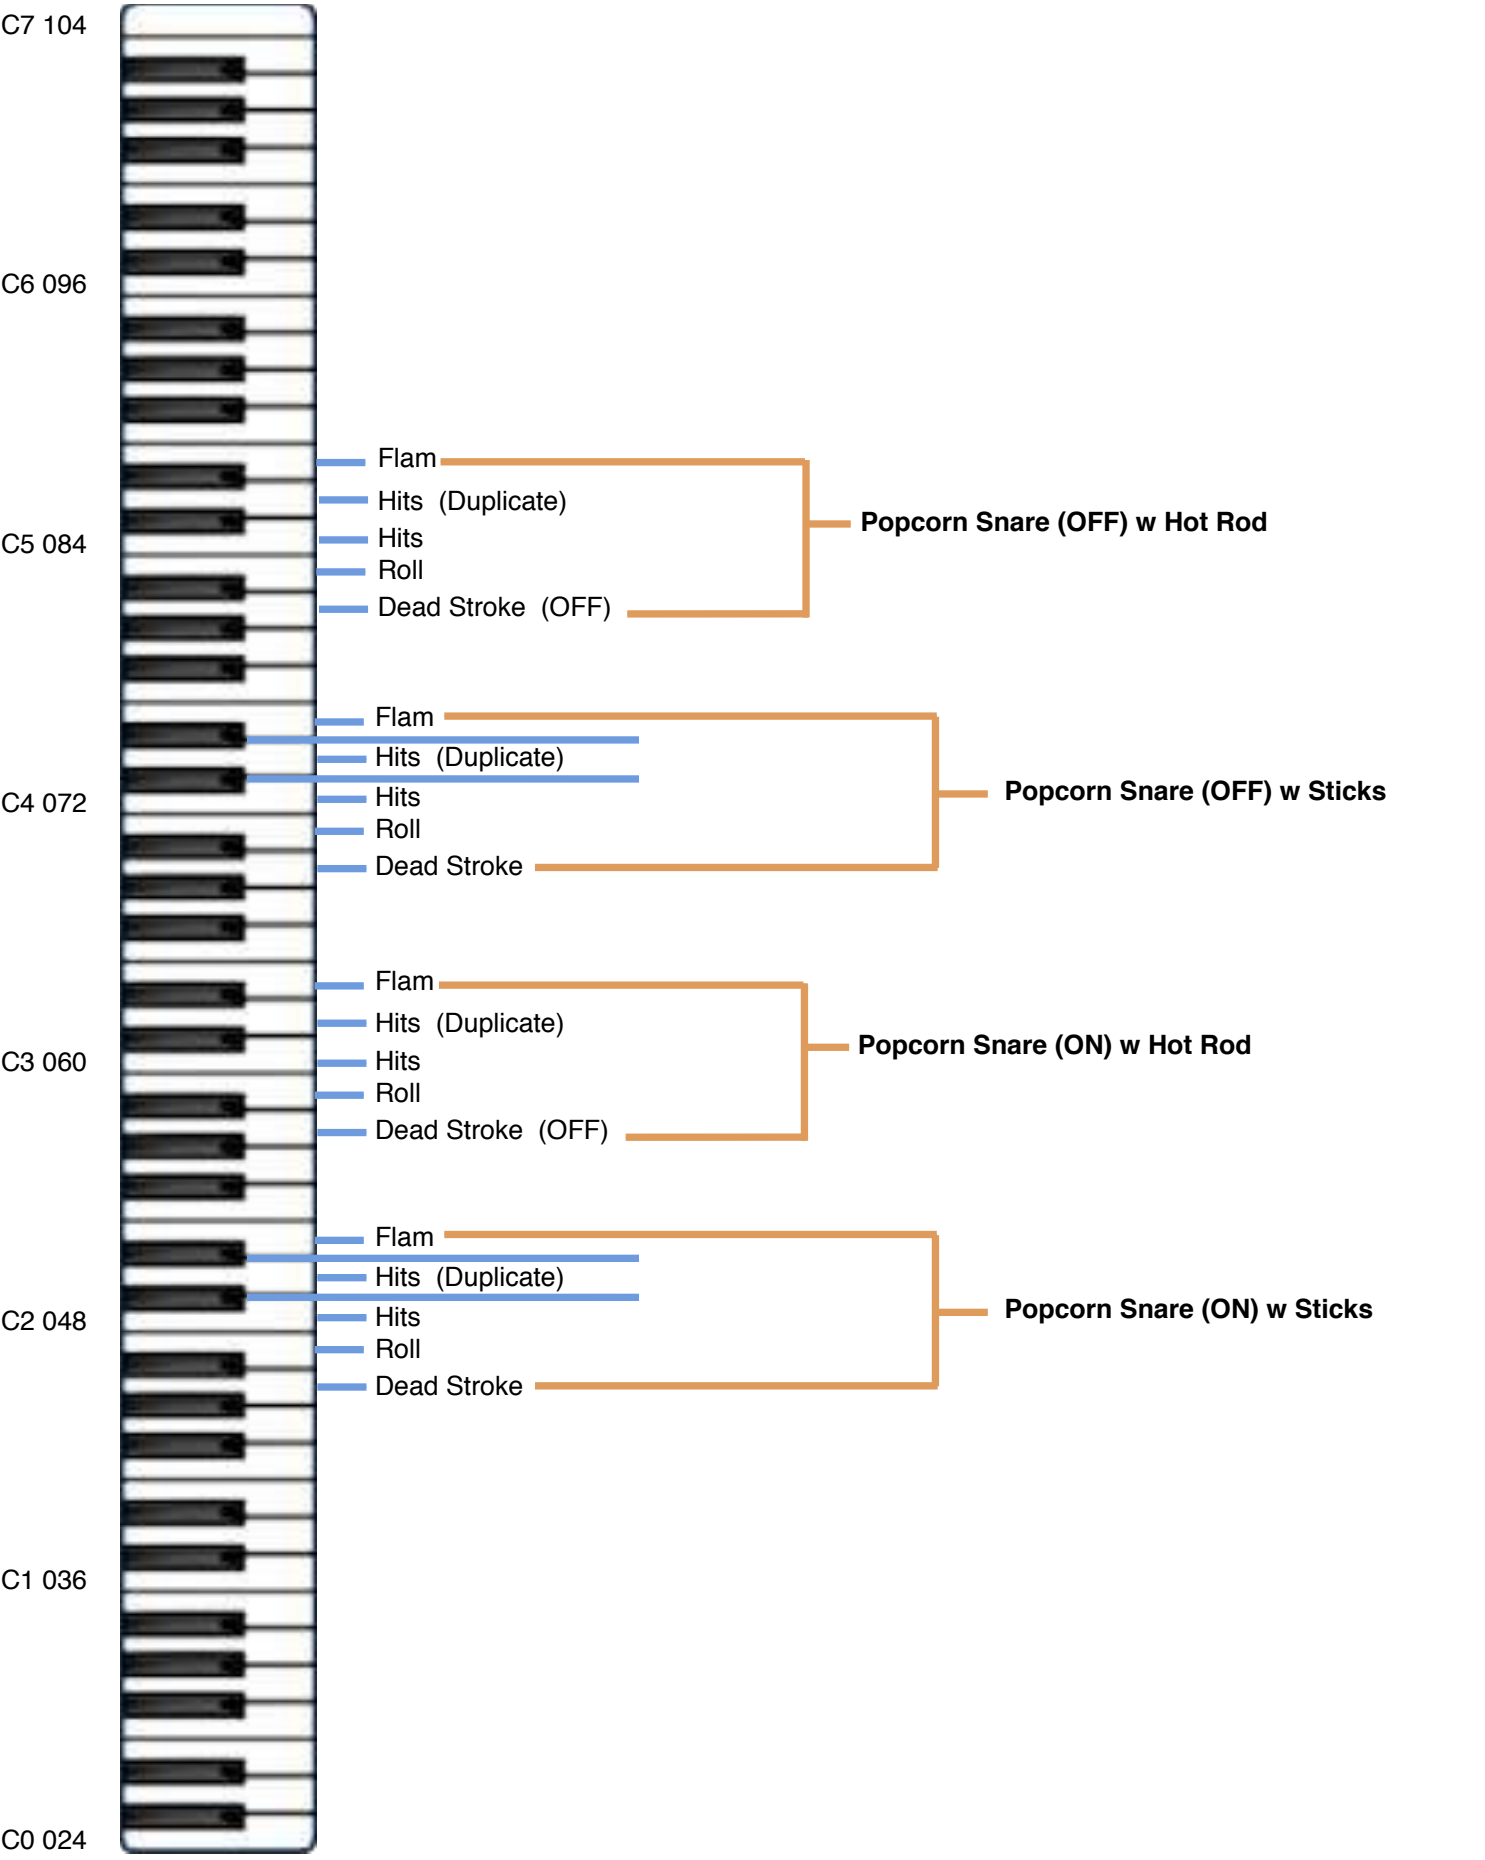 C7 104
C6 096
Flam
Hits (Duplicate)
Popcorn Snare (OFF) w Hot Rod
Hits
C5 084
Roll
Dead Stroke (OFF)
Flam
Hits (Duplicate)
Popcorn Snare (OFF) w Sticks
Hits
C4 072
Roll
Dead Stroke
Flam
Hits (Duplicate)
Popcorn Snare (ON) w Hot Rod
Hits
C3 060
Roll
Dead Stroke (OFF)
Flam
Hits (Duplicate)
Popcorn Snare (ON) w Sticks
Hits
C2 048
Roll
Dead Stroke
C1 036
C0 024